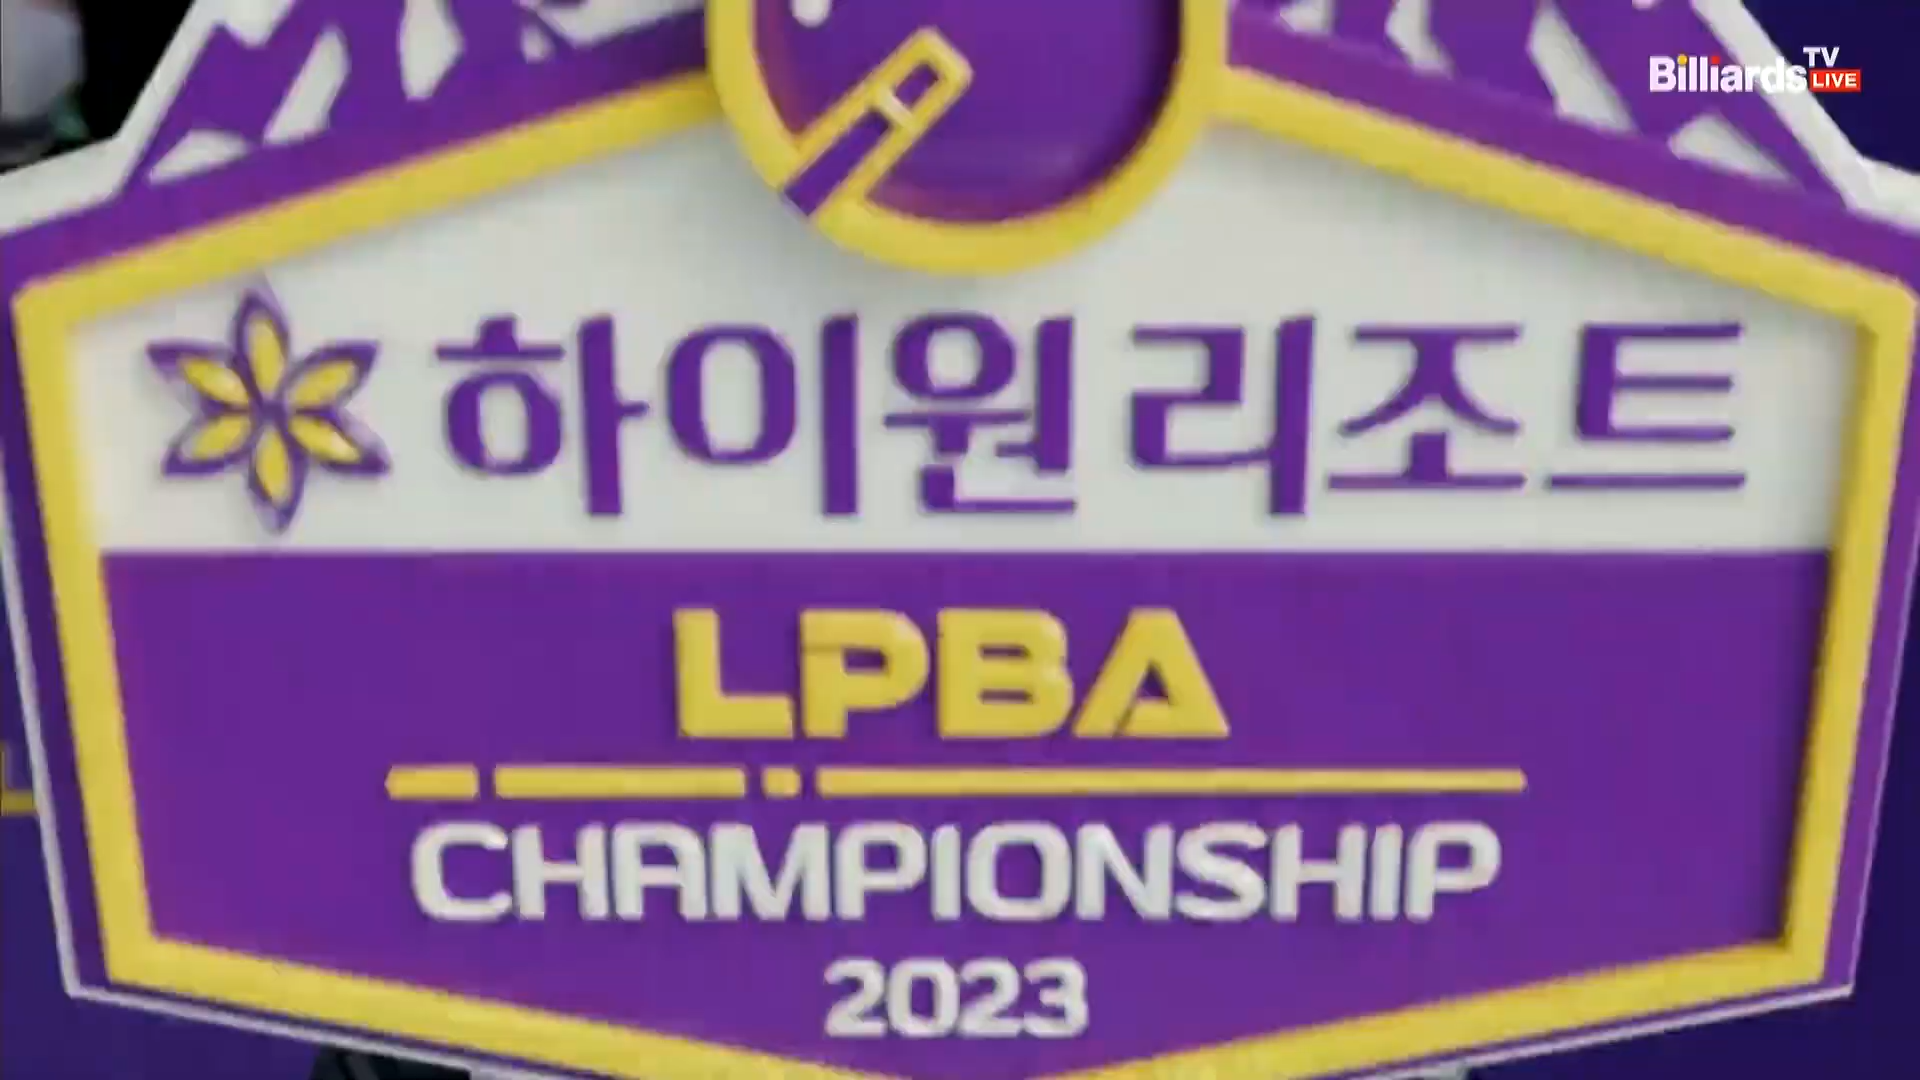 Billiards TV LIVE
하이원리조트
LPBA
CHAMPIONSHIP
2023